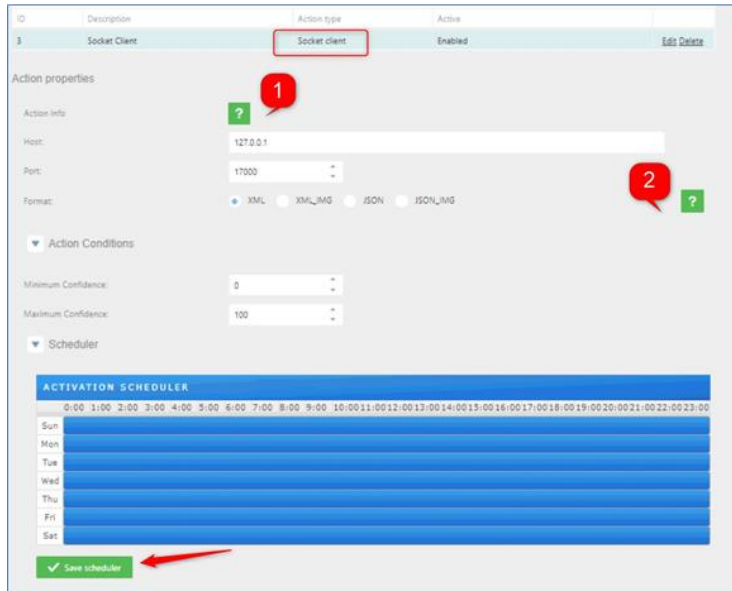 ID Description Action type Active
3 Socket Client Socket client Enabled Edit Delete
Action properties
1
Action Info ?
Host: 127.0.0.1
Port: 17000
2
Format: XML XML_IMG JSON JSON_IMG ?
Action Conditions
Minimum Confidence: 0
Maximum Confidence: 100
Scheduler
ACTIVATION SCHEDULER
0:00 1:00 2:00 3:00 4:00 5:00 6:00 7:00 8:00 9:00 10:00 11:00 12:00 13:00 14:00 15:00 16:00 17:00 18:00 19:00 20:00 21:00 22:00 23:00
Sun
Mon
Tue
Wed
Thu
Fri
Sat
Save scheduler